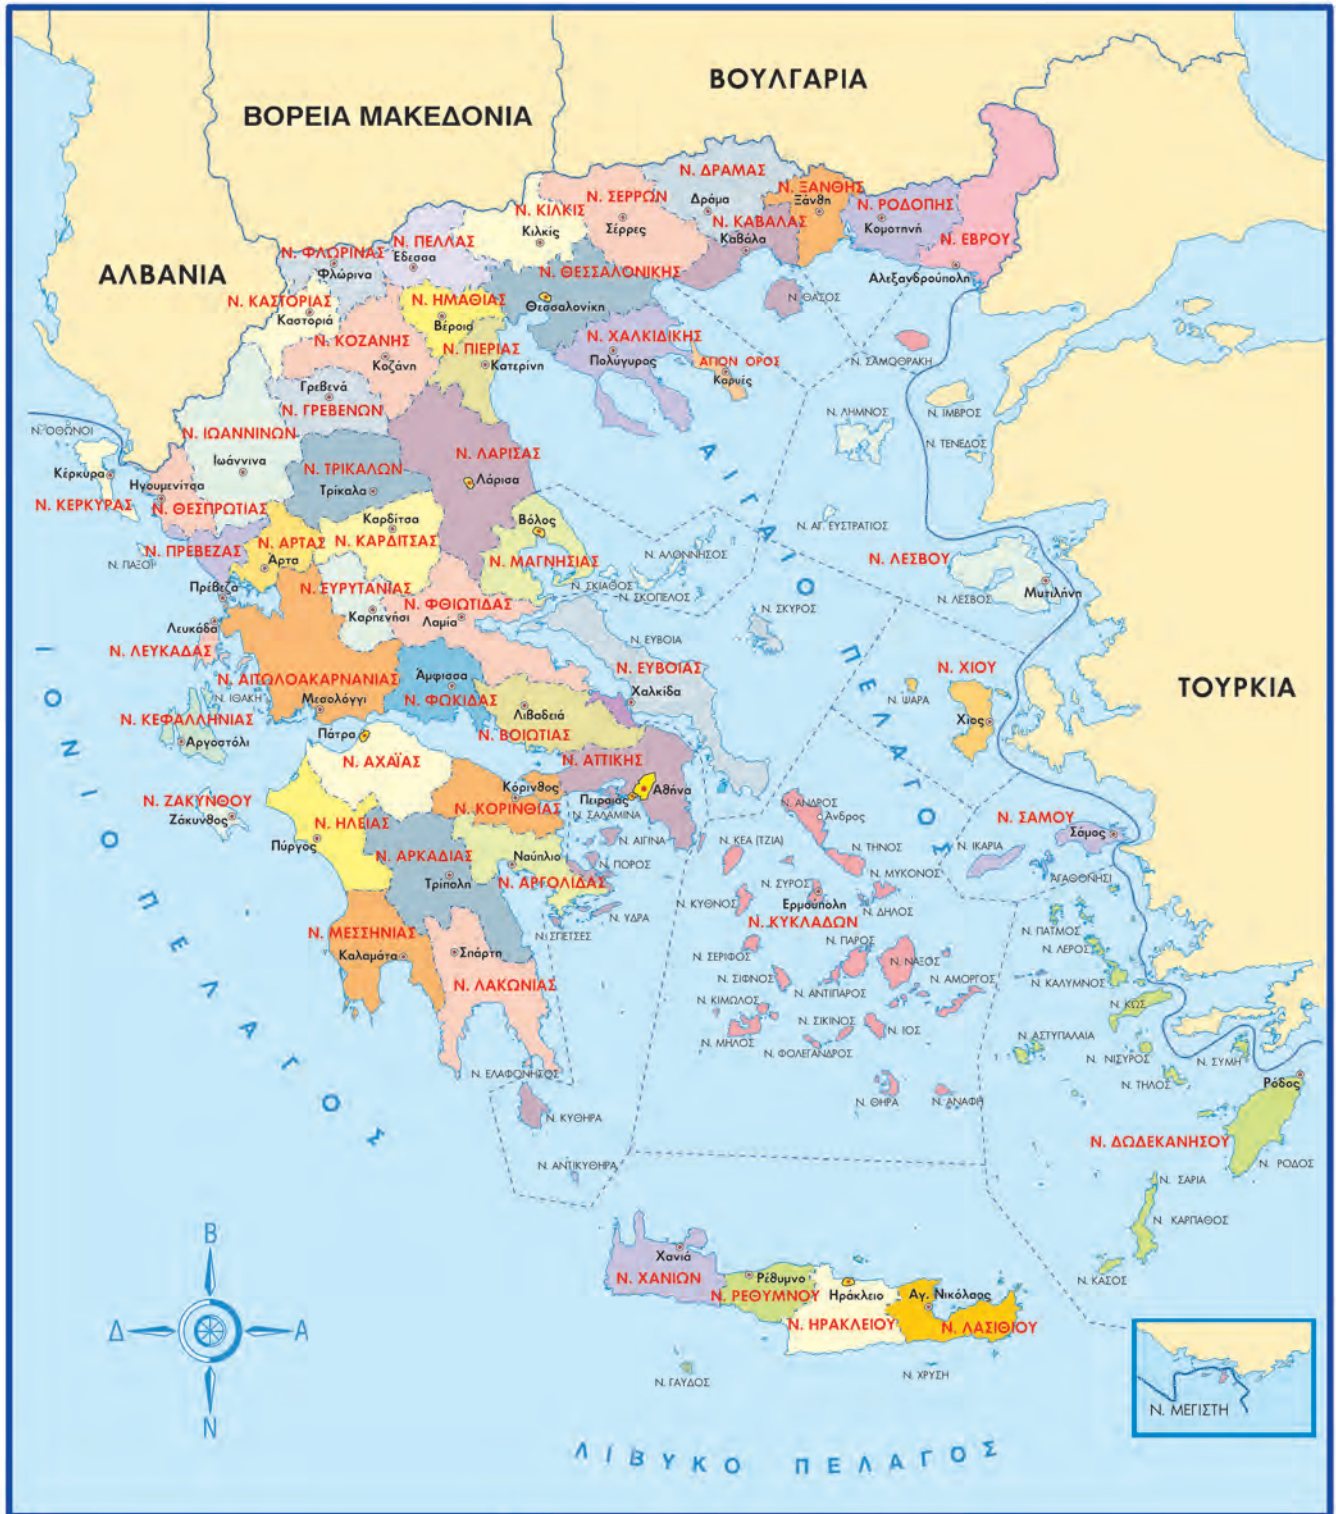 ΒΟΥΛΓΑΡΙΑ
ΒΟΡΕΙΑ ΜΑΚΕΔΟΝΙΑ
ΑΛΒΑΝΙΑ
ΤΟΥΡΚΙΑ
Ν. ΔΡΑΜΑΣ
Δράμα
Ν. ΞΑΝΘΗΣ
Ξάνθη
Ν. ΣΕΡΡΩΝ
Σέρρες
Ν. ΡΟΔΟΠΗΣ
Κομοτηνή
Ν. ΚΙΛΚΙΣ
Κιλκίς
Ν. ΚΑΒΑΛΑΣ
Καβάλα
Ν. ΕΒΡΟΥ
Αλεξανδρούπολη
Ν. ΠΕΛΛΑΣ
Έδεσσα
Ν. ΦΛΩΡΙΝΑΣ
Φλώρινα
Ν. ΘΕΣΣΑΛΟΝΙΚΗΣ
Θεσσαλονίκη
Ν. ΚΑΣΤΟΡΙΑΣ
Καστοριά
Ν. ΗΜΑΘΙΑΣ
Βέροια
Ν. ΘΑΣΟΣ
Ν. ΚΟΖΑΝΗΣ
Κοζάνη
Ν. ΠΙΕΡΙΑΣ
Κατερίνη
Ν. ΧΑΛΚΙΔΙΚΗΣ
Πολύγυρος
ΑΓΙΟΝ ΟΡΟΣ
Καρυές
Ν. ΣΑΜΟΘΡΑΚΗ
Γρεβενά
Ν. ΓΡΕΒΕΝΩΝ
Ν. ΛΗΜΝΟΣ
Ν. ΙΜΒΡΟΣ
Ν. ΤΕΝΕΔΟΣ
Ν. ΟΘΩΝΟΙ
Ν. ΙΩΑΝΝΙΝΩΝ
Ιωάννινα
Ν. ΤΡΙΚΑΛΩΝ
Τρίκαλα
Ν. ΛΑΡΙΣΑΣ
Λάρισα
Κέρκυρα
Ν. ΚΕΡΚΥΡΑΣ
Ηγουμενίτσα
Ν. ΘΕΣΠΡΩΤΙΑΣ
Καρδίτσα
Ν. ΚΑΡΔΙΤΣΑΣ
Βόλος
Ν. ΜΑΓΝΗΣΙΑΣ
Ν. ΑΓ. ΕΥΣΤΡΑΤΙΟΣ
Ν. ΠΡΕΒΕΖΑΣ
Πρέβεζα
Ν. ΑΡΤΑΣ
Άρτα
Ν. ΠΑΞΟΙ
Ν. ΑΛΟΝΝΗΣΟΣ
Ν. ΣΚΙΑΘΟΣ
Ν. ΣΚΟΠΕΛΟΣ
Ν. ΛΕΣΒΟΥ
Ν. ΛΕΣΒΟΣ
Μυτιλήνη
Ν. ΕΥΡΥΤΑΝΙΑΣ
Καρπενήσι
Ν. ΦΘΙΩΤΙΔΑΣ
Λαμία
Ν. ΣΚΥΡΟΣ
Λευκάδα
Ν. ΛΕΥΚΑΔΑΣ
Ν. ΕΥΒΟΙΑ
Ν. ΕΥΒΟΙΑΣ
Χαλκίδα
Ν. ΑΙΤΩΛΟΑΚΑΡΝΑΝΙΑΣ
Μεσολόγγι
Άμφισσα
Ν. ΦΩΚΙΔΑΣ
Ν. ΧΙΟΥ
Ν. ΨΑΡΑ
Χίος
Ν. ΙΘΑΚΗ
Ν. ΚΕΦΑΛΛΗΝΙΑΣ
Αργοστόλι
Λιβαδειά
Ν. ΒΟΙΩΤΙΑΣ
Πάτρα
Ν. ΑΧΑΪΑΣ
Ν. ΑΤΤΙΚΗΣ
Αθήνα
Πειραιάς
Κόρινθος
Ν. ΚΟΡΙΝΘΙΑΣ
Ν. ΖΑΚΥΝΘΟΥ
Ζάκυνθος
Ν. ΣΑΛΑΜΙΝΑ
Ν. ΑΝΔΡΟΣ
Άνδρος
Ν. ΣΑΜΟΥ
Σάμος
Ν. ΗΛΕΙΑΣ
Πύργος
Ν. ΑΡΚΑΔΙΑΣ
Τρίπολη
Ναύπλιο
Ν. ΑΡΓΟΛΙΔΑΣ
Ν. ΑΙΓΙΝΑ
Ν. ΠΟΡΟΣ
Ν. ΚΕΑ (ΤΖΙΑ)
Ν. ΤΗΝΟΣ
Ν. ΙΚΑΡΙΑ
Ν. ΜΥΚΟΝΟΣ
ΑΓΑΘΟΝΗΣΙ
Ν. ΣΥΡΟΣ
Ερμούπολη
Ν. ΚΥΘΝΟΣ
Ν. ΔΗΛΟΣ
Ν. ΥΔΡΑ
Ν. ΣΠΕΤΣΕΣ
Ν. ΚΥΚΛΑΔΩΝ
Ν. ΜΕΣΣΗΝΙΑΣ
Καλαμάτα
Σπάρτη
Ν. ΛΑΚΩΝΙΑΣ
Ν. ΠΑΤΜΟΣ
Ν. ΛΕΡΟΣ
Ν. ΣΕΡΙΦΟΣ
Ν. ΠΑΡΟΣ
Ν. ΝΑΞΟΣ
Ν. ΣΙΦΝΟΣ
Ν. ΑΝΤΙΠΑΡΟΣ
Ν. ΑΜΟΡΓΟΣ
Ν. ΚΑΛΥΜΝΟΣ
Ν. ΚΙΜΩΛΟΣ
Ν. ΚΩΣ
Ν. ΣΙΚΙΝΟΣ
Ν. ΙΟΣ
Ν. ΜΗΛΟΣ
Ν. ΦΟΛΕΓΑΝΔΡΟΣ
Ν. ΑΣΤΥΠΑΛΑΙΑ
Ν. ΝΙΣΥΡΟΣ
Ν. ΣΥΜΗ
Ν. ΕΛΑΦΟΝΗΣΟΣ
Ν. ΤΗΛΟΣ
Ρόδος
Ν. ΘΗΡΑ
Ν. ΑΝΑΦΗ
Ν. ΚΥΘΗΡΑ
Ν. ΔΩΔΕΚΑΝΗΣΟΥ
Ν. ΡΟΔΟΣ
Ν. ΑΝΤΙΚΥΘΗΡΑ
Ν. ΣΑΡΙΑ
Ν. ΚΑΡΠΑΘΟΣ
Ν. ΚΑΣΟΣ
Χανιά
Ν. ΧΑΝΙΩΝ
Ρέθυμνο
Ν. ΡΕΘΥΜΝΟΥ
Ηράκλειο
Ν. ΗΡΑΚΛΕΙΟΥ
Αγ. Νικόλαος
Ν. ΛΑΣΙΘΙΟΥ
Ν. ΓΑΥΔΟΣ
Ν. ΧΡΥΣΗ
Ν. ΜΕΓΙΣΤΗ
ΑΙΓΑΙΟ ΠΕΛΑΓΟΣ
ΙΟΝΙΟ ΠΕΛΑΓΟΣ
ΛΙΒΥΚΟ ΠΕΛΑΓΟΣ
Β
Δ
Α
Ν